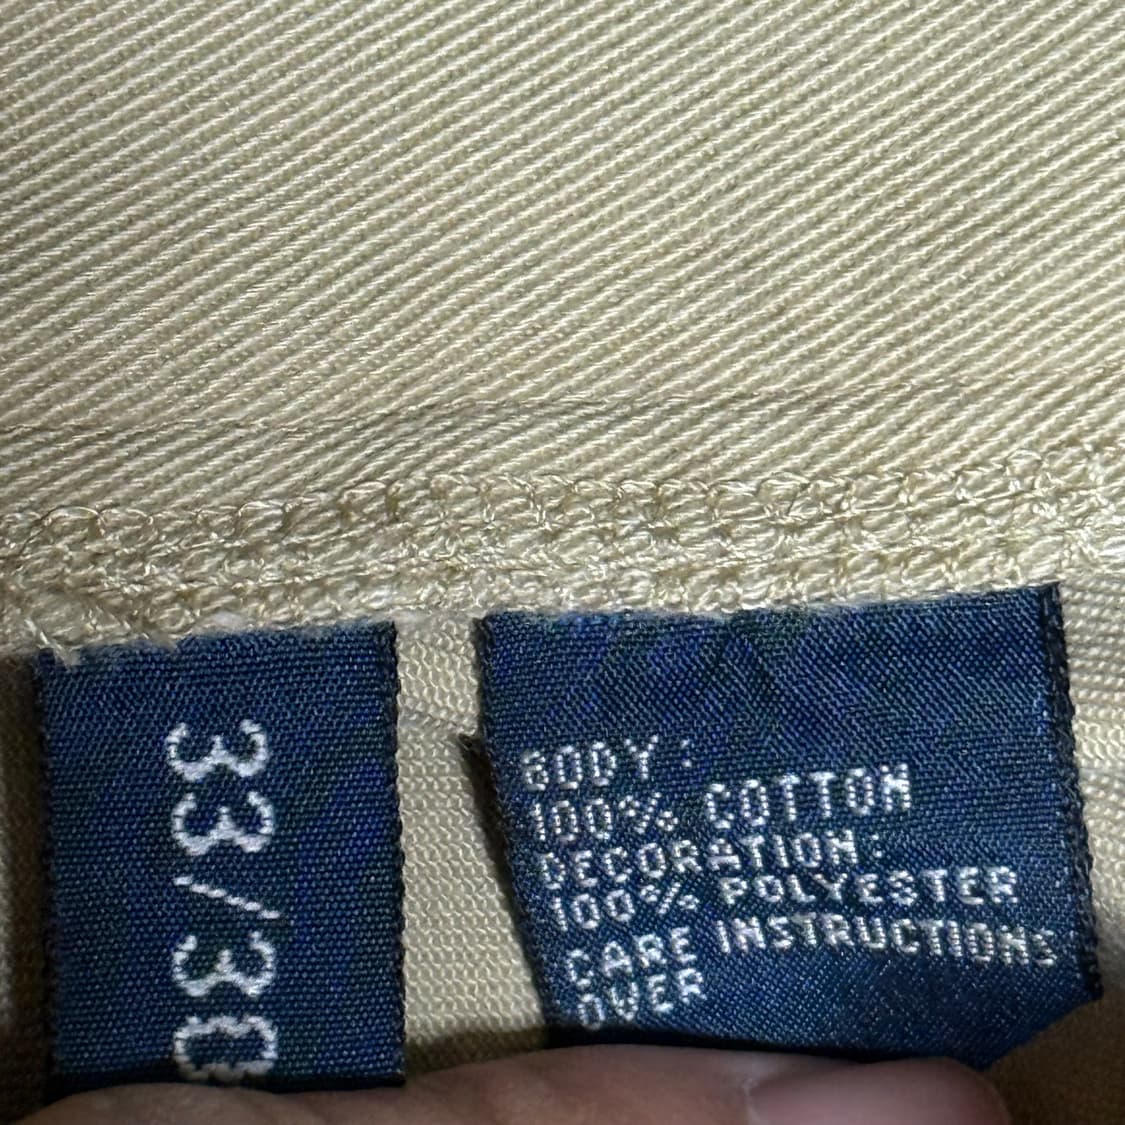 33/30
BODY:
100% COTTON
DECORATION:
100% POLYESTER
CARE INSTRUCTIONS
OVER